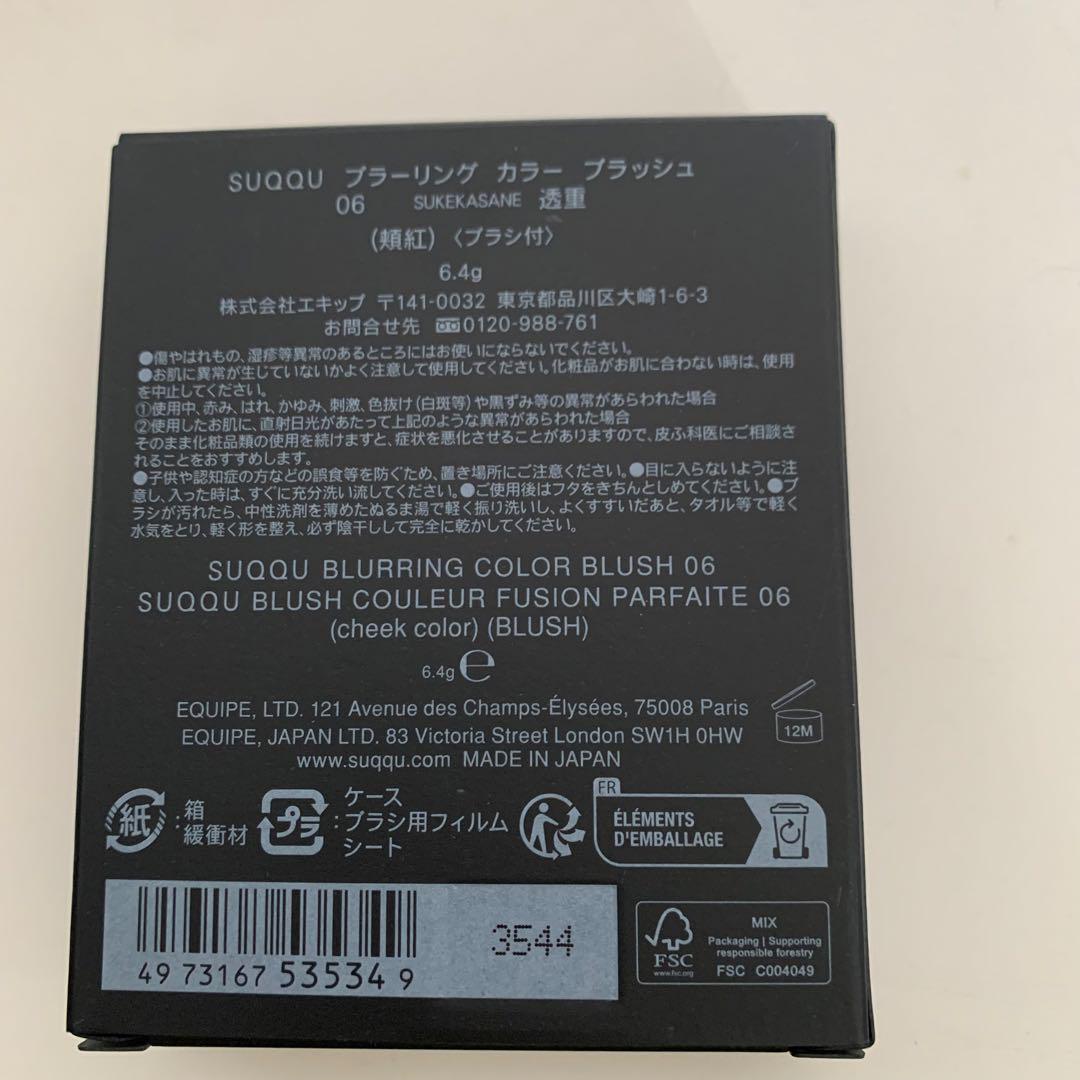 SUQQU ブラーリング カラー ブラッシュ
06 SUKEKASANE 透重
(頬紅)〈ブラシ付〉
6.4g
株式会社エキップ 〒141-0032 東京都品川区大崎1-6-3
お問合せ先 0120-988-761
●傷やはれもの、湿疹等異常のあるところにはお使いにならないでください。
●お肌に異常が生じていないかよく注意して使用してください。化粧品がお肌に合わない時は、使用
を中止してください。
①使用中、赤み、はれ、かゆみ、刺激、色抜け(白斑等)や黒ずみ等の異常があらわれた場合
②使用したお肌に、直射日光があたって上記のような異常があらわれた場合
そのまま化粧品類の使用を続けますと、症状を悪化させることがありますので、皮ふ科医にご相談さ
れることをおすすめします。
●子供や認知症の方などの誤食等を防ぐため、置き場所にご注意ください。●目に入らないように注
意し、入った時は、すぐに充分洗い流してください。●ご使用後はフタをきちんとしめてください。●ブ
ラシが汚れたら、中性洗剤を薄めたぬるま湯で軽く振り洗いし、よくすすいだあと、タオル等で軽く
水気をとり、軽く形を整え、必ず陰干しして完全に乾かしてください。
SUQQU BLURRING COLOR BLUSH 06
SUQQU BLUSH COULEUR FUSION PARFAITE 06
(cheek color) (BLUSH)
6.4g ℮
EQUIPE, LTD. 121 Avenue des Champs-Élysées, 75008 Paris
EQUIPE, JAPAN LTD. 83 Victoria Street London SW1H 0HW
www.suqqu.com MADE IN JAPAN
12M
紙:箱
緩衝材
プラ:ケース
ブラシ用フィルム
シート
FR
ÉLÉMENTS
D'EMBALLAGE
4973167535349
3544
FSC
www.fsc.org
MIX
Packaging | Supporting
responsible forestry
FSC C004049